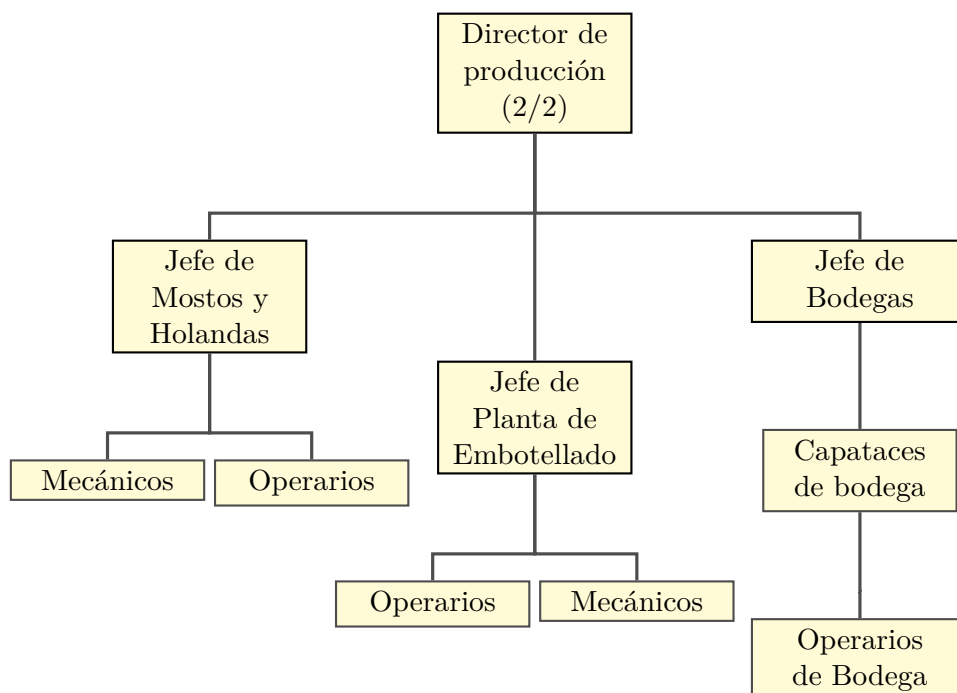 Director de
producción
(2/2)
Jefe de
Mostos y
Holandas
Jefe de
Bodegas
Jefe de
Planta de
Embotellado
Mecánicos
Operarios
Capataces
de bodega
Operarios
Mecánicos
Operarios
de Bodega